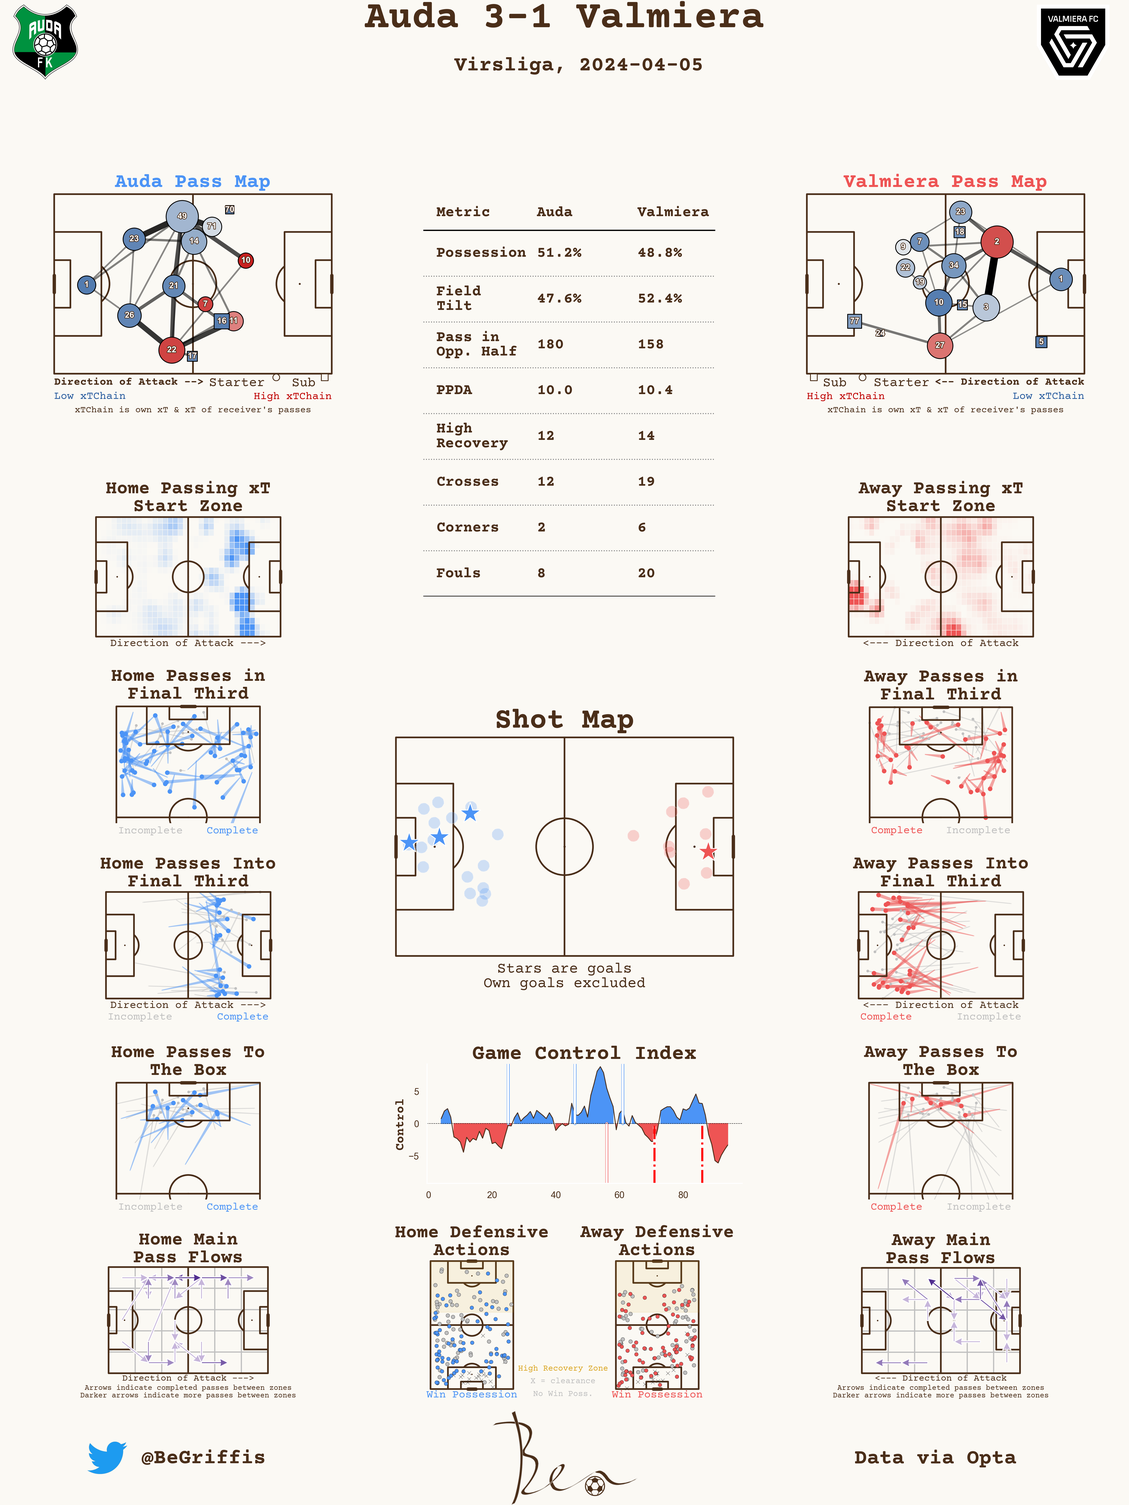 Auda 3-1 Valmiera
Virsliga, 2024-04-05
AUDA
FK
VALMIERA FC
Auda Pass Map
49
70
71
23
14
10
1
21
7
26
16
11
22
17
Direction of Attack --> Starter Sub
Low xTChain High xTChain
xTChain is own xT & xT of receiver's passes
Metric Auda Valmiera
Possession 51.2% 48.8%
Field
Tilt 47.6% 52.4%
Pass in
Opp. Half 180 158
PPDA 10.0 10.4
High
Recovery 12 14
Crosses 12 19
Corners 2 6
Fouls 8 20
Valmiera Pass Map
23
18
9
7
2
22
34
19
1
10
15
3
77
24
27
5
Sub Starter <-- Direction of Attack
High xTChain Low xTChain
xTChain is own xT & xT of receiver's passes
Home Passing xT
Start Zone
Direction of Attack --->
Away Passing xT
Start Zone
<--- Direction of Attack
Home Passes in
Final Third
Incomplete Complete
Away Passes in
Final Third
Complete Incomplete
Shot Map
Stars are goals
Own goals excluded
Home Passes Into
Final Third
Direction of Attack --->
Incomplete Complete
Away Passes Into
Final Third
<--- Direction of Attack
Complete Incomplete
Home Passes To
The Box
Incomplete Complete
Game Control Index
Control
5
0
−5
0 20 40 60 80
Away Passes To
The Box
Complete Incomplete
Home Main
Pass Flows
Direction of Attack --->
Arrows indicate completed passes between zones
Darker arrows indicate more passes between zones
Home Defensive
Actions
Win Possession
High Recovery Zone
X = clearance
No Win Poss.
Away Defensive
Actions
Win Possession
Away Main
Pass Flows
<--- Direction of Attack
Arrows indicate completed passes between zones
Darker arrows indicate more passes between zones
@BeGriffis
Ben
Data via Opta